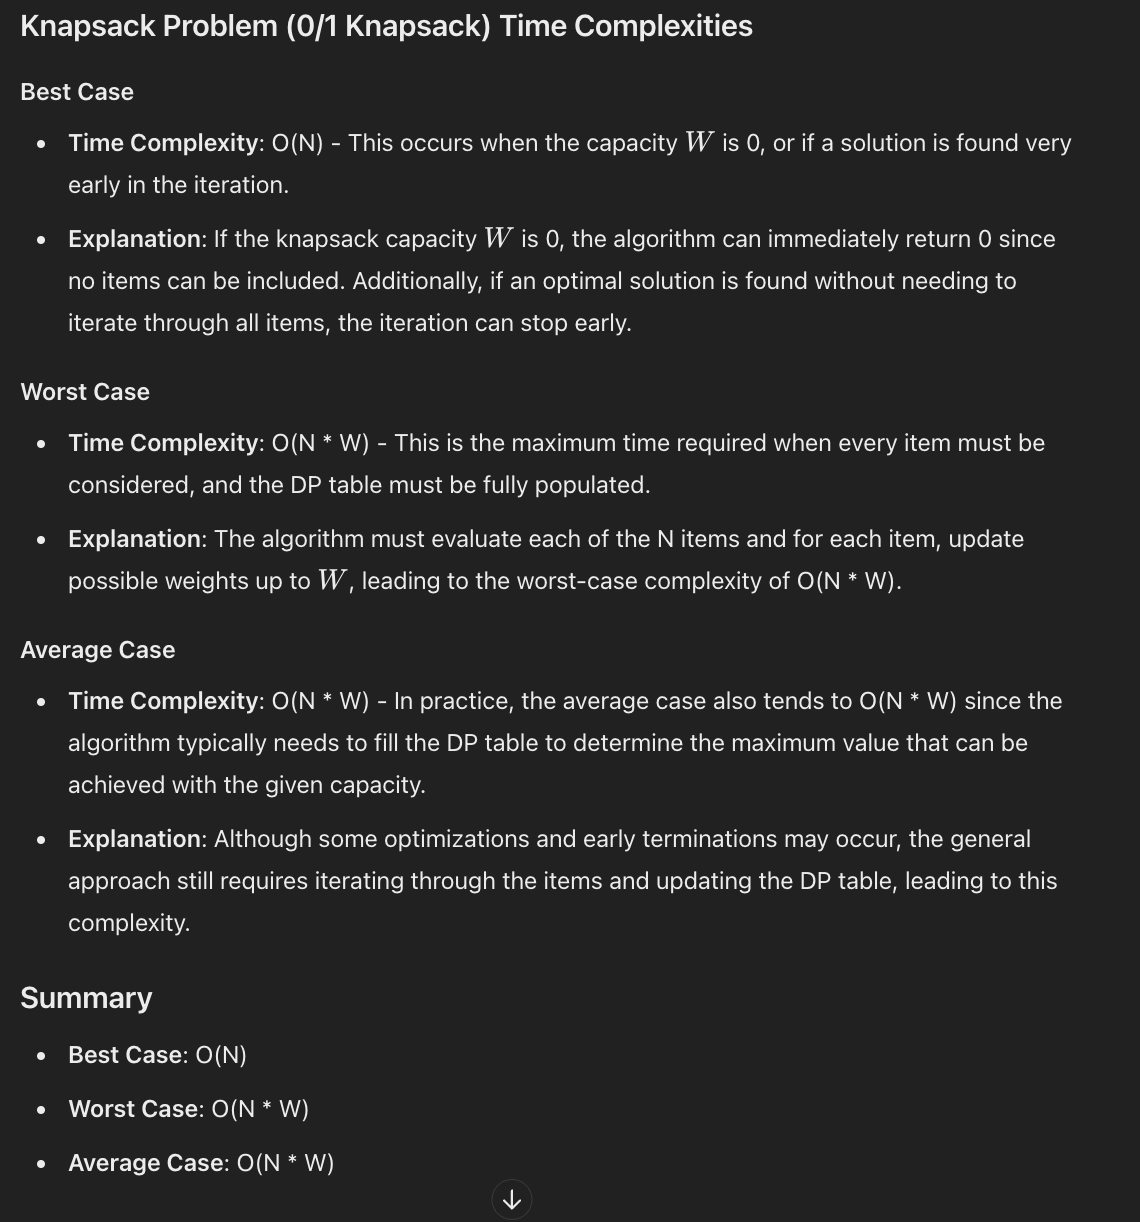 Knapsack Problem (0/1 Knapsack) Time Complexities
Best Case
• Time Complexity: O(N) - This occurs when the capacity W is 0, or if a solution is found very
early in the iteration.
• Explanation: If the knapsack capacity W is 0, the algorithm can immediately return 0 since
no items can be included. Additionally, if an optimal solution is found without needing to
iterate through all items, the iteration can stop early.
Worst Case
• Time Complexity: O(N * W) - This is the maximum time required when every item must be
considered, and the DP table must be fully populated.
• Explanation: The algorithm must evaluate each of the N items and for each item, update
possible weights up to W, leading to the worst-case complexity of O(N * W).
Average Case
• Time Complexity: O(N * W) - In practice, the average case also tends to O(N * W) since the
algorithm typically needs to fill the DP table to determine the maximum value that can be
achieved with the given capacity.
• Explanation: Although some optimizations and early terminations may occur, the general
approach still requires iterating through the items and updating the DP table, leading to this
complexity.
Summary
• Best Case: O(N)
• Worst Case: O(N * W)
• Average Case: O(N * W)